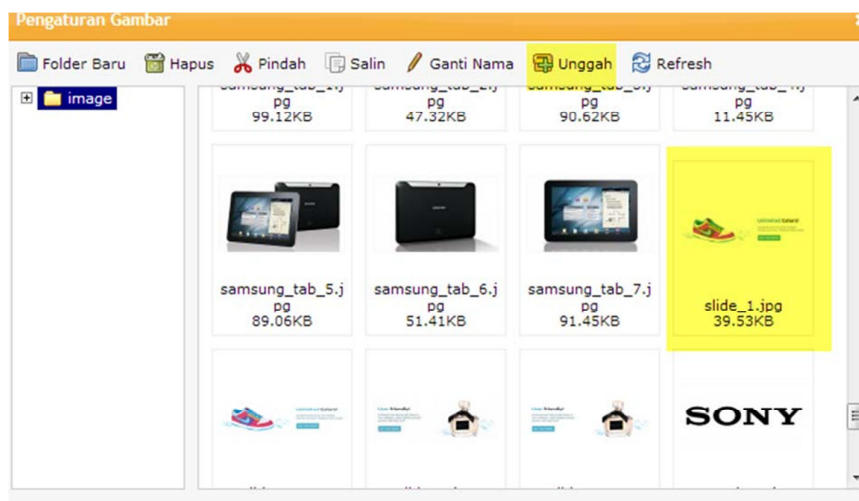 Pengaturan Gambar
Folder Baru Hapus Pindah Salin Ganti Nama Unggah Refresh
image
pg pg pg pg
99.12KB 47.32KB 90.62KB 11.45KB
samsung_tab_5.j samsung_tab_6.j samsung_tab_7.j
pg pg pg slide_1.jpg
89.06KB 51.41KB 91.45KB 39.53KB
SONY